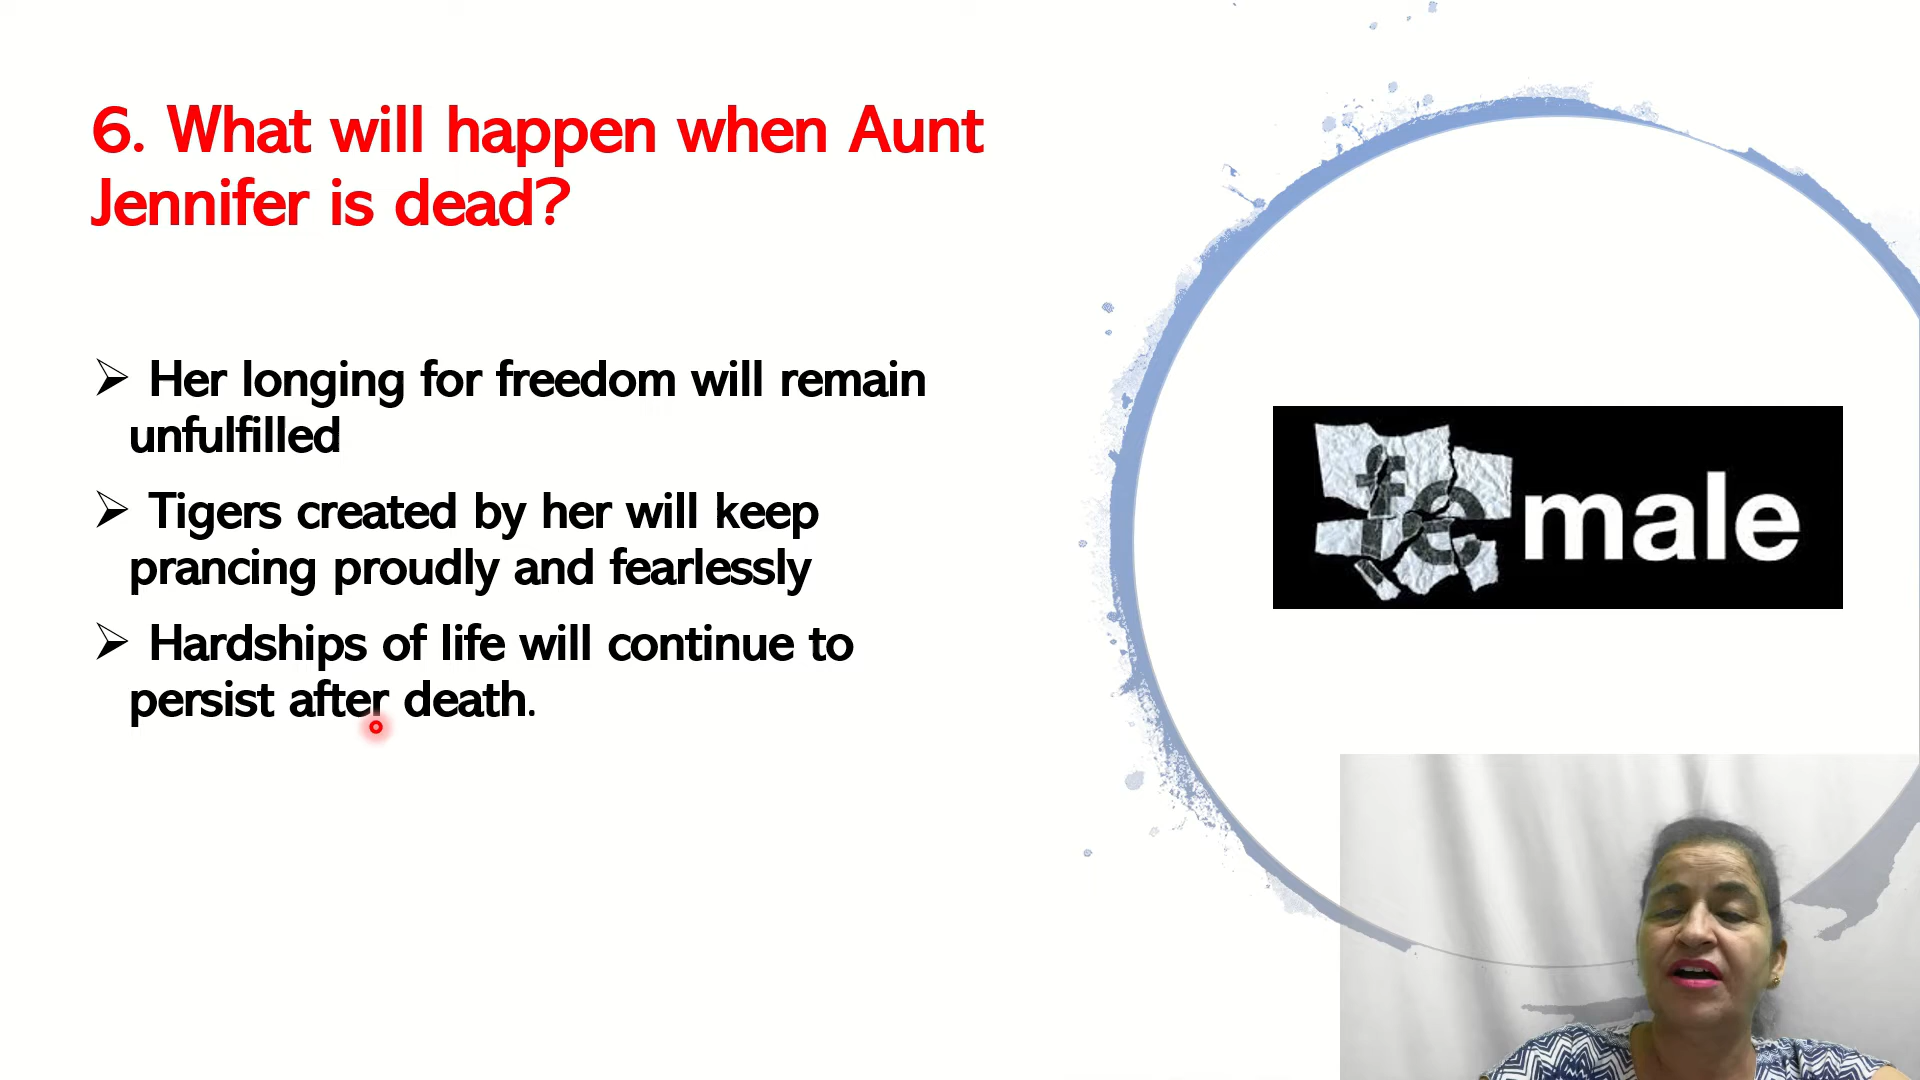 6. What will happen when Aunt
Jennifer is dead?
➢ Her longing for freedom will remain
unfulfilled
➢ Tigers created by her will keep
prancing proudly and fearlessly
➢ Hardships of life will continue to
persist after death.
female